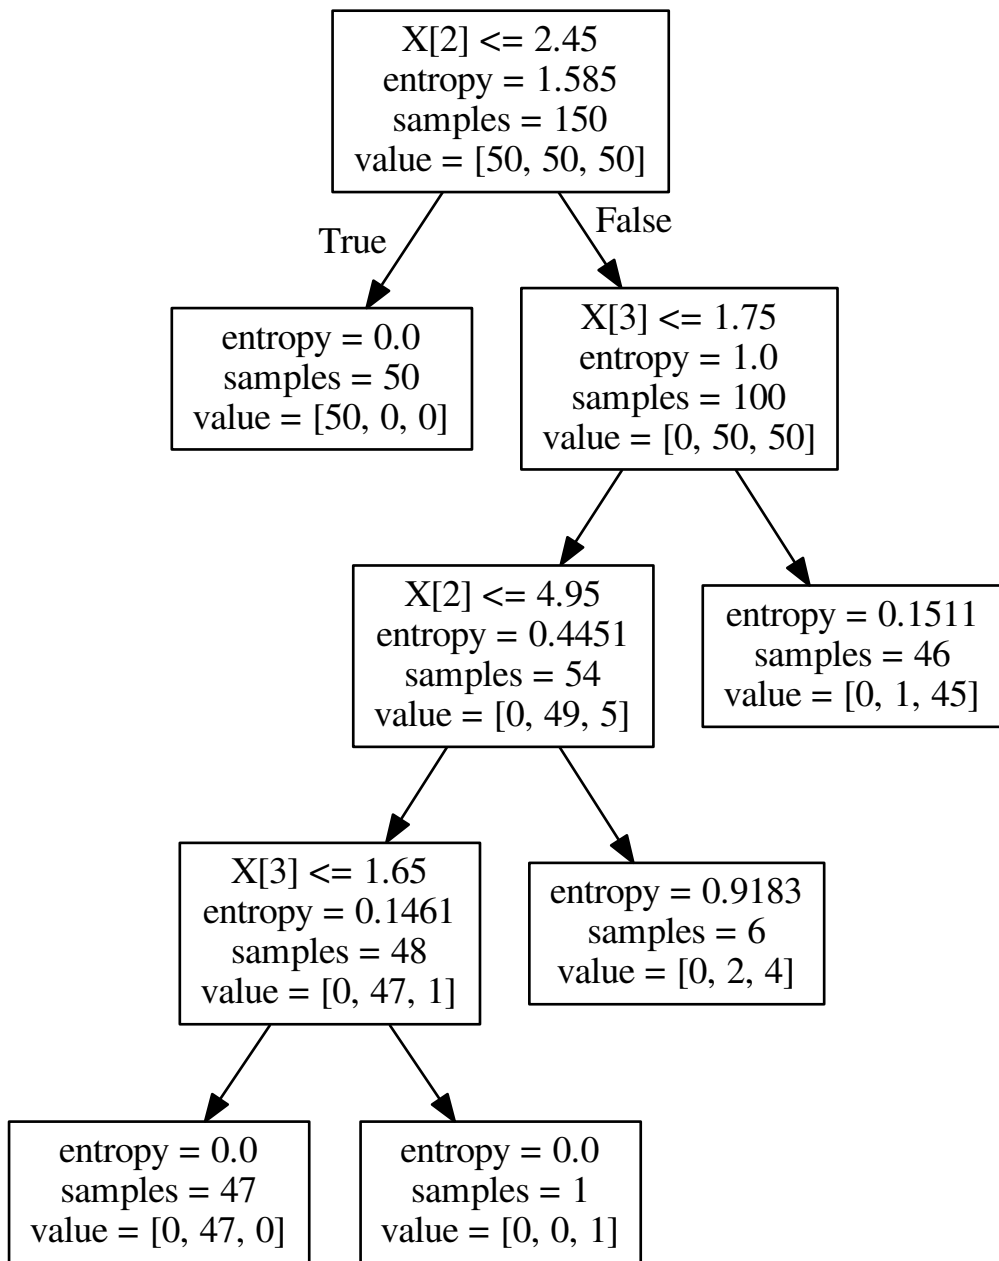 X[2] <= 2.45
entropy = 1.585
samples = 150
value = [50, 50, 50]
True
False
entropy = 0.0
samples = 50
value = [50, 0, 0]
X[3] <= 1.75
entropy = 1.0
samples = 100
value = [0, 50, 50]
X[2] <= 4.95
entropy = 0.4451
samples = 54
value = [0, 49, 5]
entropy = 0.1511
samples = 46
value = [0, 1, 45]
X[3] <= 1.65
entropy = 0.1461
samples = 48
value = [0, 47, 1]
entropy = 0.9183
samples = 6
value = [0, 2, 4]
entropy = 0.0
samples = 47
value = [0, 47, 0]
entropy = 0.0
samples = 1
value = [0, 0, 1]